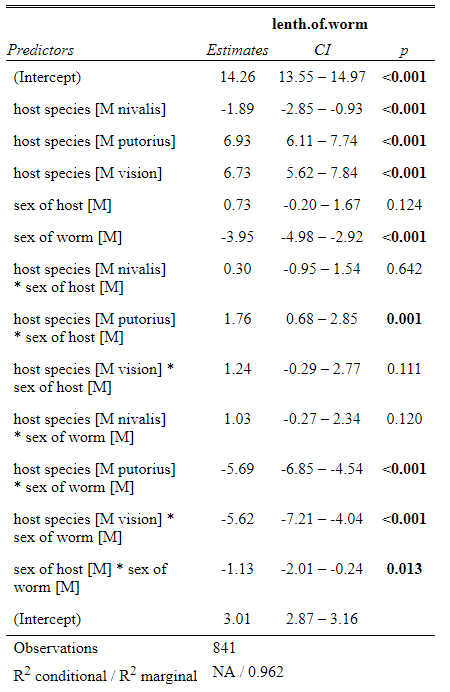 lenth.of.worm
Predictors Estimates CI p
(Intercept) 14.26 13.55 – 14.97 <0.001
host species [M nivalis] -1.89 -2.85 – -0.93 <0.001
host species [M putorius] 6.93 6.11 – 7.74 <0.001
host species [M vision] 6.73 5.62 – 7.84 <0.001
sex of host [M] 0.73 -0.20 – 1.67 0.124
sex of worm [M] -3.95 -4.98 – -2.92 <0.001
host species [M nivalis] 0.30 -0.95 – 1.54 0.642
* sex of host [M]
host species [M putorius] 1.76 0.68 – 2.85 0.001
* sex of host [M]
host species [M vision] * 1.24 -0.29 – 2.77 0.111
sex of host [M]
host species [M nivalis] 1.03 -0.27 – 2.34 0.120
* sex of worm [M]
host species [M putorius] -5.69 -6.85 – -4.54 <0.001
* sex of worm [M]
host species [M vision] * -5.62 -7.21 – -4.04 <0.001
sex of worm [M]
sex of host [M] * sex of -1.13 -2.01 – -0.24 0.013
worm [M]
(Intercept) 3.01 2.87 – 3.16
Observations 841
R² conditional / R² marginal NA / 0.962